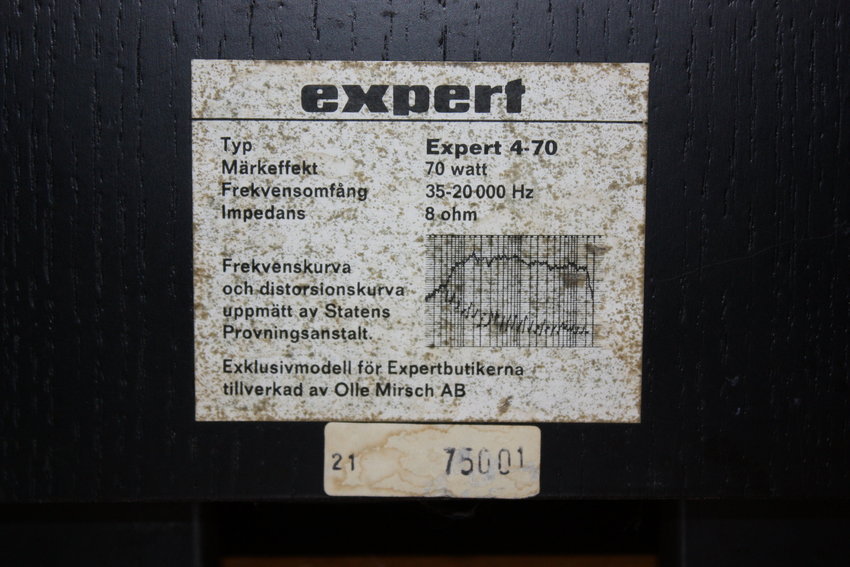 expert
Typ Expert 4-70
Märkeffekt 70 watt
Frekvensomfång 35-20 000 Hz
Impedans 8 ohm
Frekvenskurva
och distorsionskurva
uppmätt av Statens
Provningsanstalt.
Exklusivmodell för Expertbutikerna
tillverkad av Olle Mirsch AB
21 75001